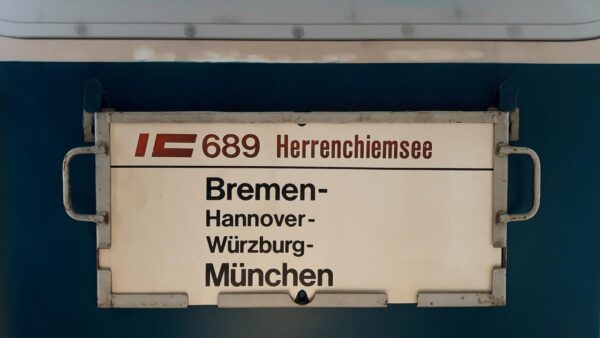 IC 689 Herrenchiemsee
Bremen-
Hannover-
Würzburg-
München